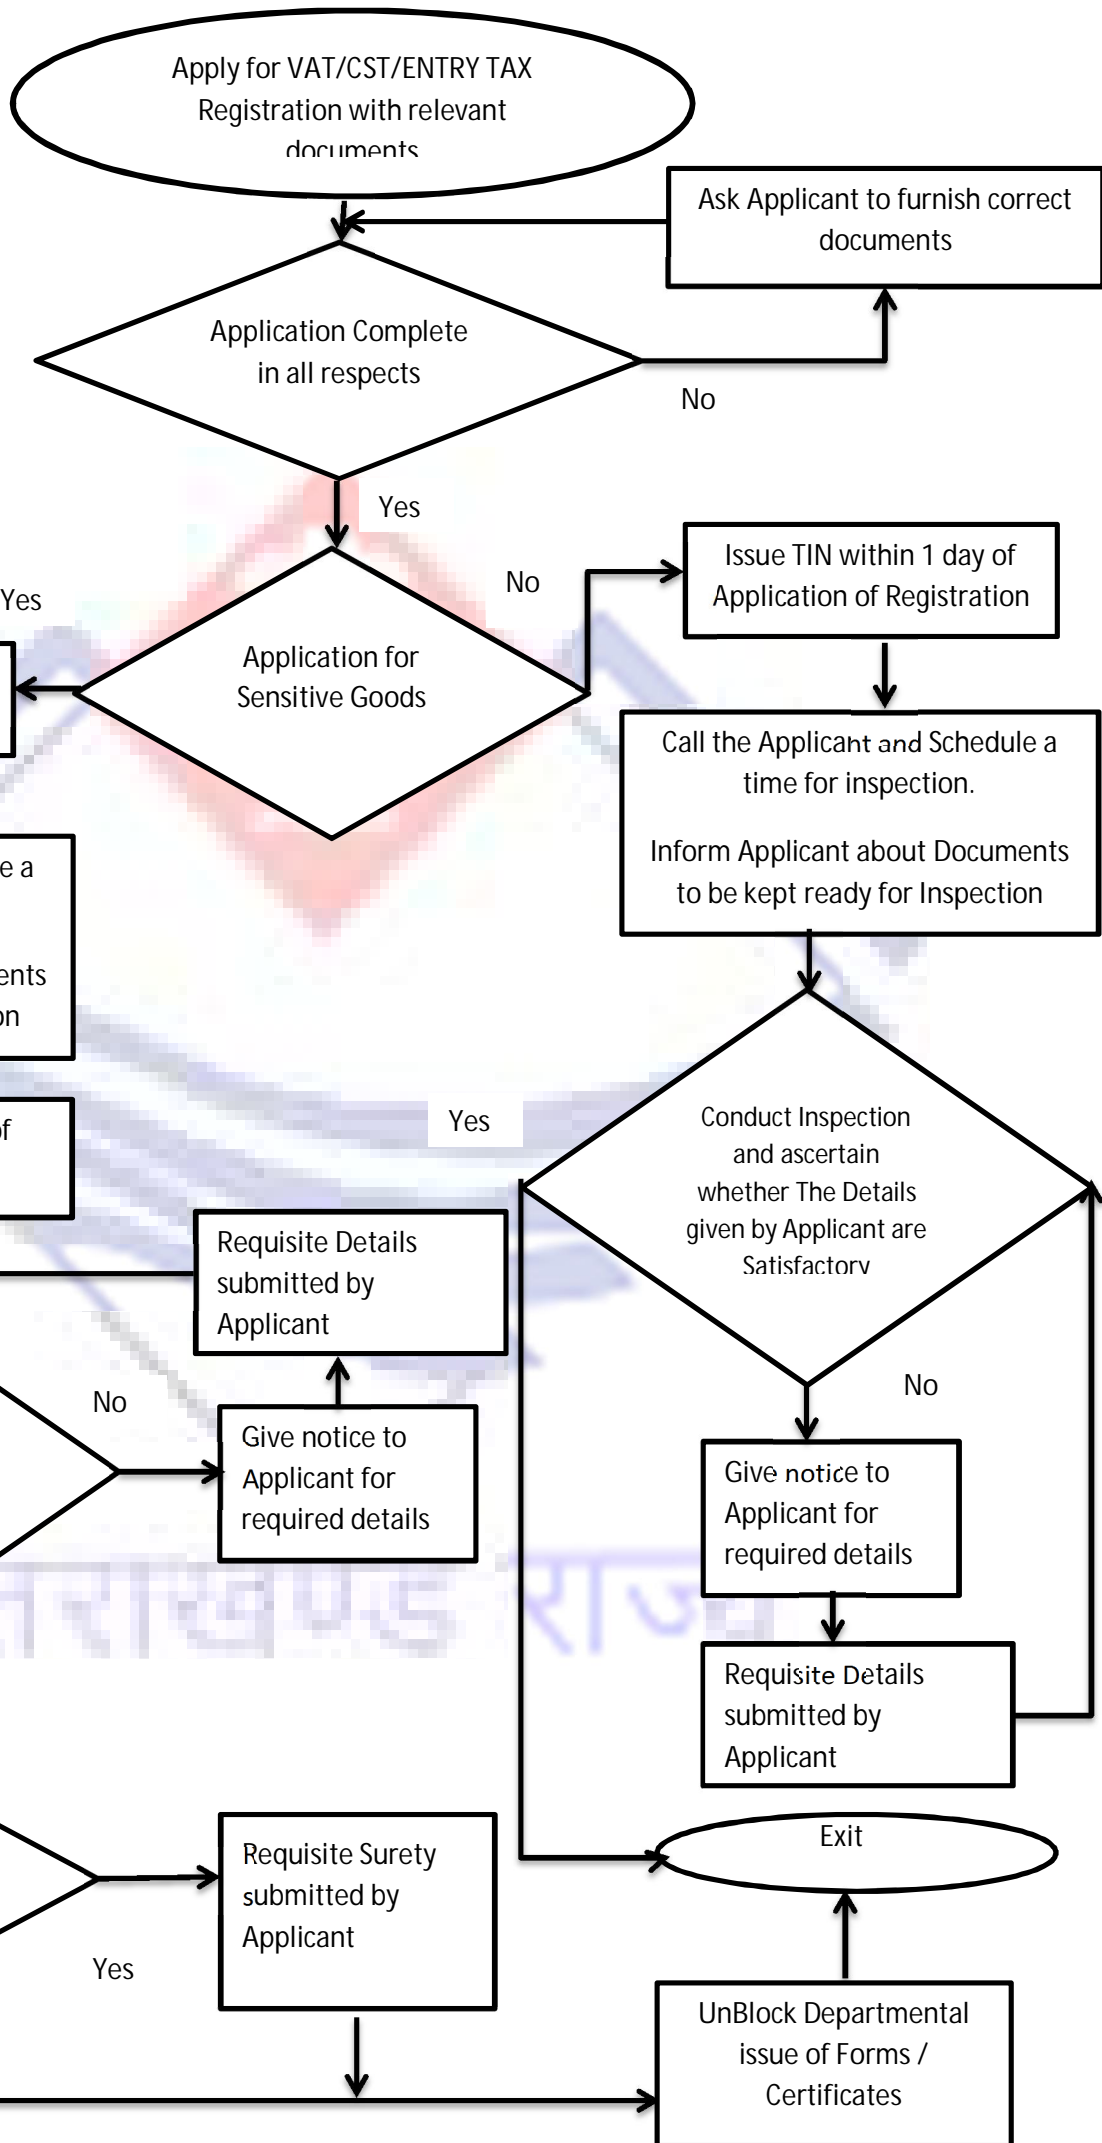 Apply for VAT/CST/ENTRY TAX
Registration with relevant
documents
Ask Applicant to furnish correct
documents
Application Complete
in all respects
No
Yes
Issue TIN within 1 day of
Application of Registration
No
Yes
Application for
Sensitive Goods
Call the Applicant and Schedule a
time for inspection.
Inform Applicant about Documents
to be kept ready for Inspection
e a
ents
on
of
Yes
Conduct Inspection
and ascertain
whether The Details
given by Applicant are
Satisfactory
Requisite Details
submitted by
Applicant
No
No
Give notice to
Applicant for
required details
Give notice to
Applicant for
required details
राखण्ड राज्य
Requisite Details
submitted by
Applicant
Exit
Requisite Surety
submitted by
Applicant
Yes
UnBlock Departmental
issue of Forms /
Certificates